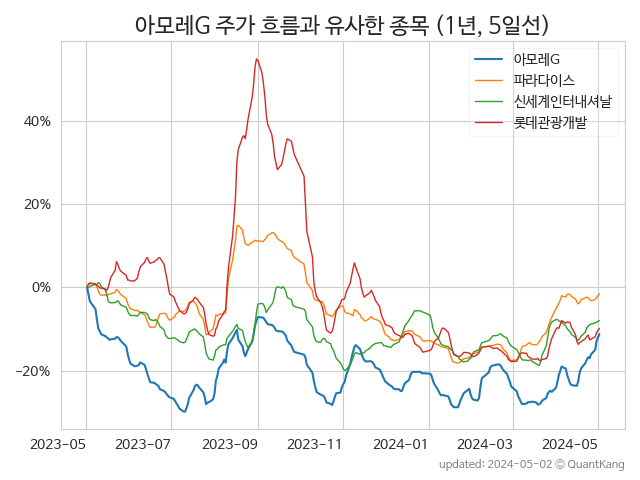 아모레G 주가 흐름과 유사한 종목 (1년, 5일선)
아모레G
파라다이스
신세계인터내셔날
롯데관광개발
40%
20%
0%
−20%
2023-05 2023-07 2023-09 2023-11 2024-01 2024-03 2024-05
updated: 2024-05-02 © QuantKang